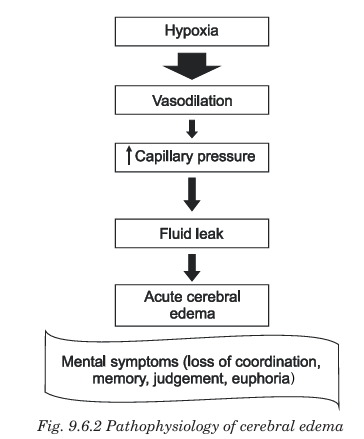 Hypoxia
Vasodilation
↑ Capillary pressure
Fluid leak
Acute cerebral
edema
Mental symptoms (loss of coordination,
memory, judgement, euphoria)
Fig. 9.6.2 Pathophysiology of cerebral edema